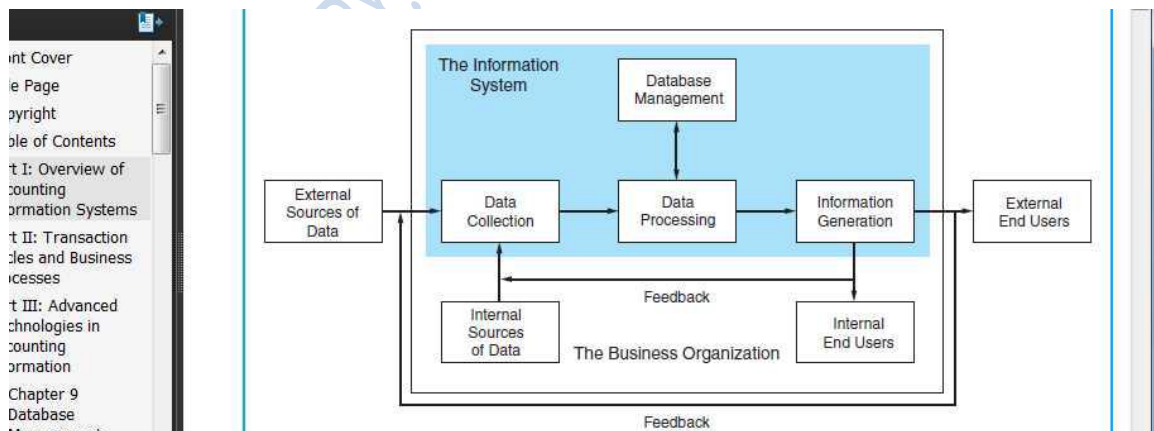 nt Cover
e Page
pyright
ble of Contents
t I: Overview of
counting
ormation Systems
t II: Transaction
cles and Business
ocesses
t III: Advanced
chnologies in
counting
ormation
Chapter 9
Database
The Information
System
Database
Management
External
Sources of
Data
Data
Collection
Data
Processing
Information
Generation
External
End Users
Feedback
Internal
Sources
of Data
The Business Organization
Internal
End Users
Feedback